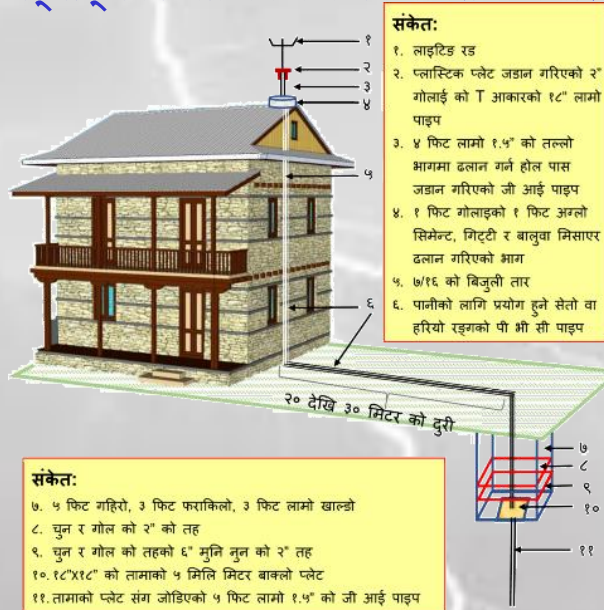 संकेत:
१. लाइटिङ रड
२. प्लास्टिक प्लेट जडान गरिएको २"
गोलाई को T आकारको १८" लामो
पाइप
३. ४ फिट लामो १.५" को तल्लो
भागमा ढलान गर्न होल पास
जडान गरिएको जी आई पाइप
४. १ फिट गोलाइको १ फिट अग्लो
सिमेन्ट, गिट्टी र बालुवा मिसाएर
ढलान गरिएको भाग
५. ७/१६ को बिजुली तार
६. पानीको लागि प्रयोग हुने सेतो वा
हरियो रङ्गको पी भी सी पाइप
१
२
३
४
५
६
२० देखि ३० मिटर को दुरी
७
८
९
१०
११
संकेत:
७. ५ फिट गहिरो, ३ फिट फराकिलो, ३ फिट लामो खाल्डो
८. चुन र गोल को २" को तह
९. चुन र गोल को तहको ६" मुनि नुन को २" तह
१०. १८"X१८" को तामाको ५ मिलि मिटर बाक्लो प्लेट
११. तामाको प्लेट संग जोडिएको ५ फिट लामो १.५" को जी आई पाइप